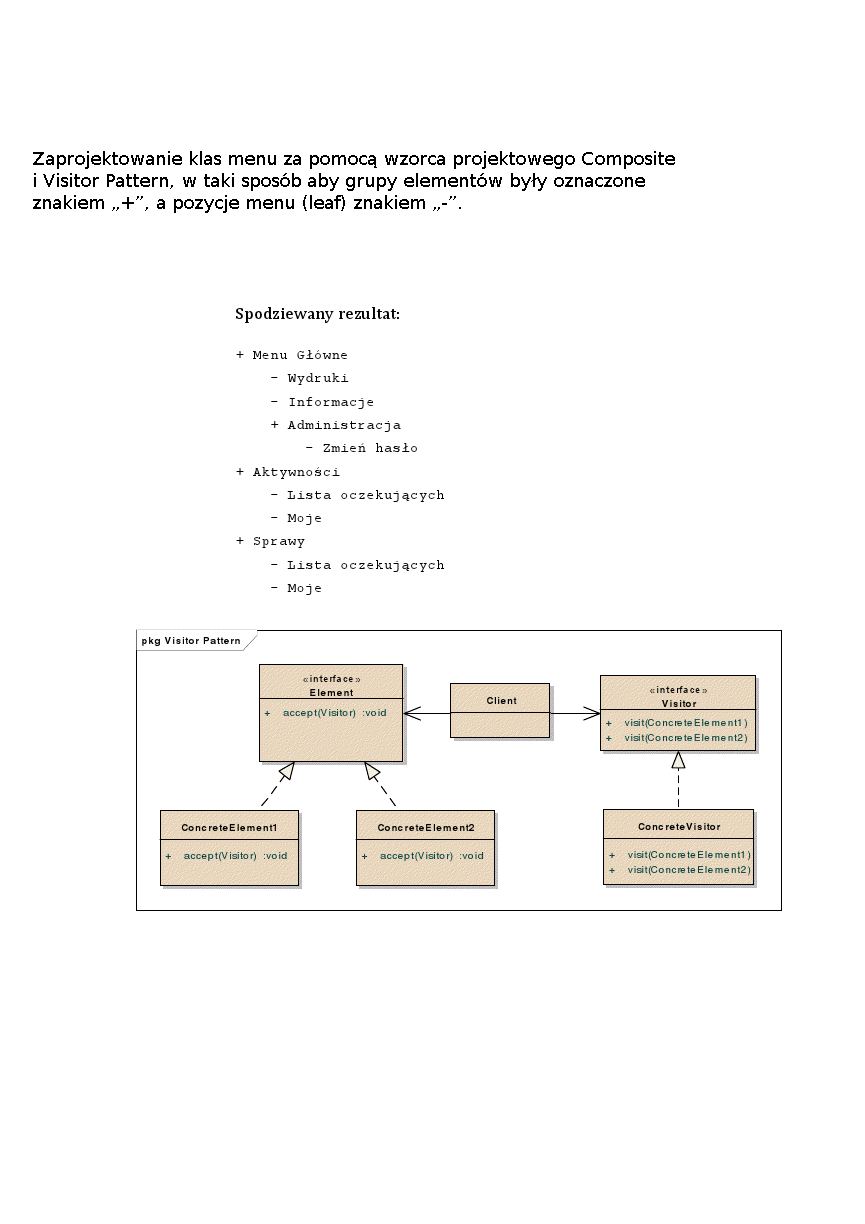 Zaprojektowanie klas menu za pomocą wzorca projektowego Composite
i Visitor Pattern, w taki sposób aby grupy elementów były oznaczone
znakiem „+”, a pozycje menu (leaf) znakiem „-”.
Spodziewany rezultat:
+ Menu Główne
- Wydruki
- Informacje
+ Administracja
- Zmień hasło
+ Aktywności
- Lista oczekujących
- Moje
+ Sprawy
- Lista oczekujących
- Moje
pkg Visitor Pattern
«interface»
Element
+ accept(Visitor) :void
Client
«interface»
Visitor
+ visit(ConcreteElement1)
+ visit(ConcreteElement2)
ConcreteElement1
+ accept(Visitor) :void
ConcreteElement2
+ accept(Visitor) :void
ConcreteVisitor
+ visit(ConcreteElement1)
+ visit(ConcreteElement2)